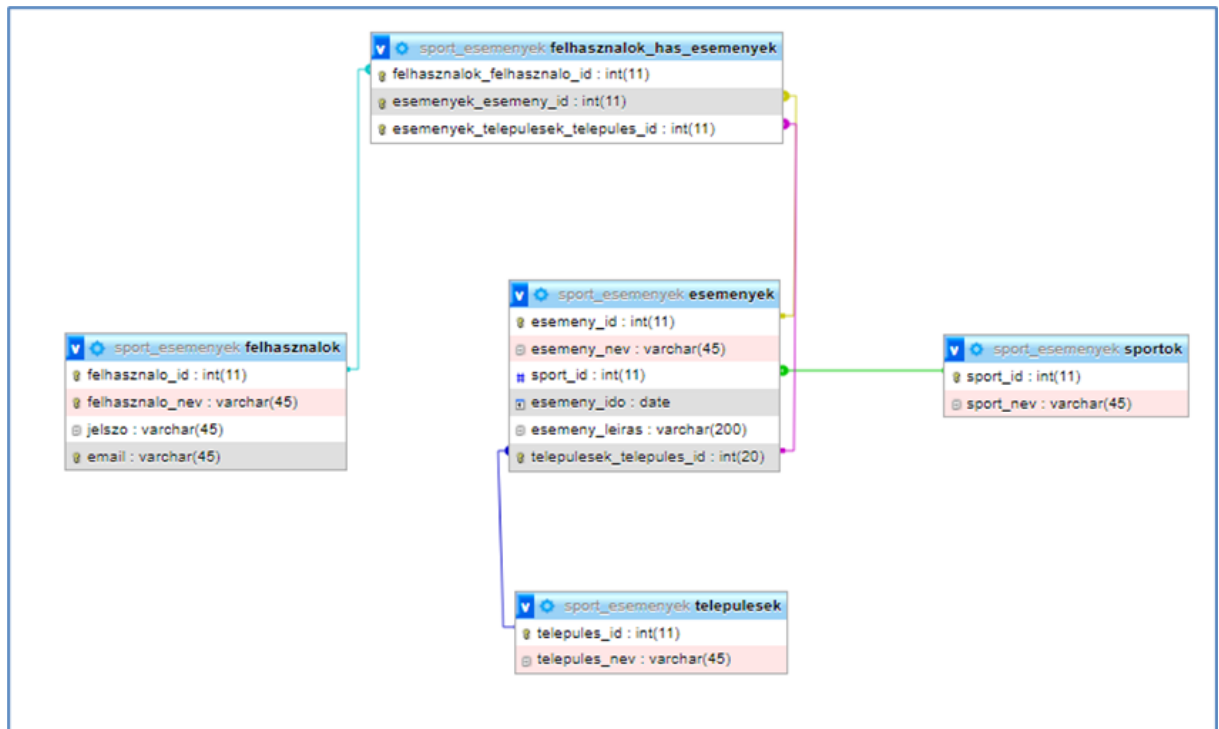 v sport_esemenyek felhasznalok_has_esemenyek
felhasznalok_felhasznalo_id : int(11)
esemenyek_esemeny_id : int(11)
esemenyek_telepulesek_telepules_id : int(11)
v sport_esemenyek esemenyek
esemeny_id : int(11)
esemeny_nev : varchar(45)
# sport_id : int(11)
esemeny_ido : date
esemeny_leiras : varchar(200)
telepulesek_telepules_id : int(20)
v sport_esemenyek felhasznalok
felhasznalo_id : int(11)
felhasznalo_nev : varchar(45)
jelszo : varchar(45)
email : varchar(45)
v sport_esemenyek sportok
sport_id : int(11)
sport_nev : varchar(45)
v sport_esemenyek telepulesek
telepules_id : int(11)
telepules_nev : varchar(45)